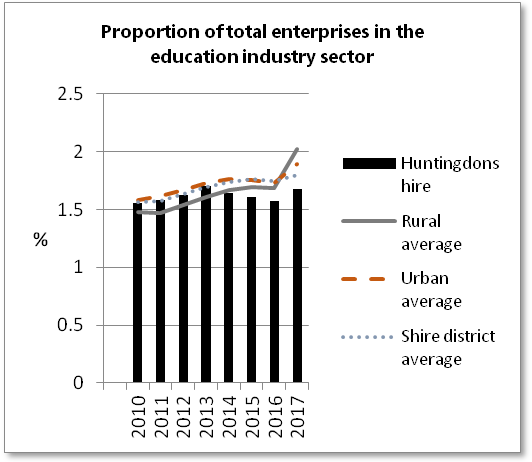 Proportion of total enterprises in the
education industry sector
2.5
2
1.5
1
0.5
0
%
2010
2011
2012
2013
2014
2015
2016
2017
Huntingdons
hire
Rural
average
Urban
average
Shire district
average